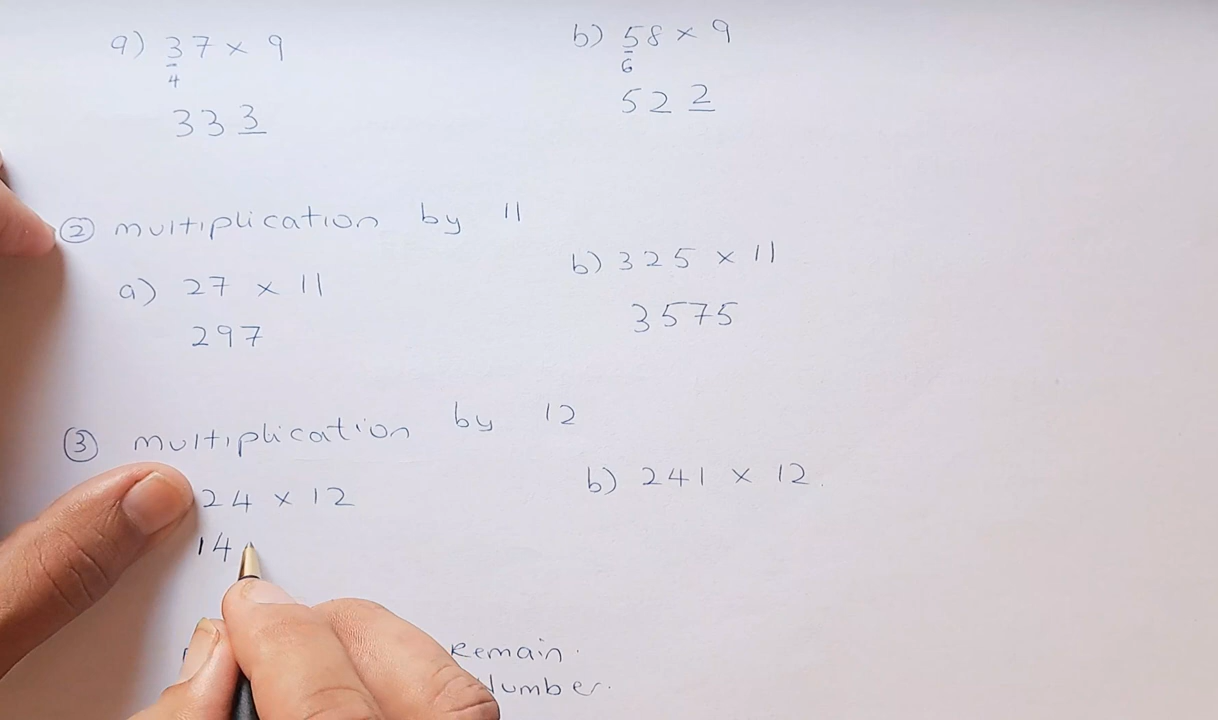 a) 37 × 9
4
333
b) 58 × 9
6
522
② multiplication by 11
a) 27 × 11
297
b) 325 × 11
3575
③ multiplication by 12
24 × 12
14
b) 241 × 12.
Remain.
Number.